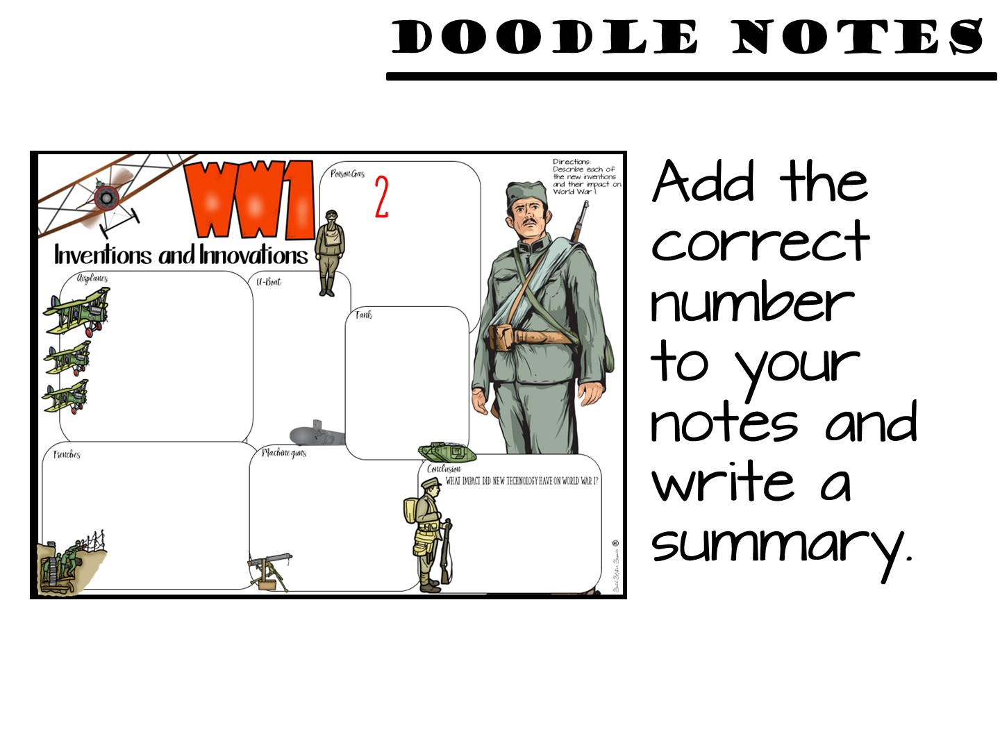 DOODLE NOTES
WW1
Inventions and Innovations
Poison Gas
2
Directions:
Describe each of
the new inventions
and their impact on
World War I.
Airplanes
U-Boat
Tank
Trenches
Machine guns
Conclusion
WHAT IMPACT DID NEW TECHNOLOGY HAVE ON WORLD WAR I?
Add the
correct
number
to your
notes and
write a
summary.